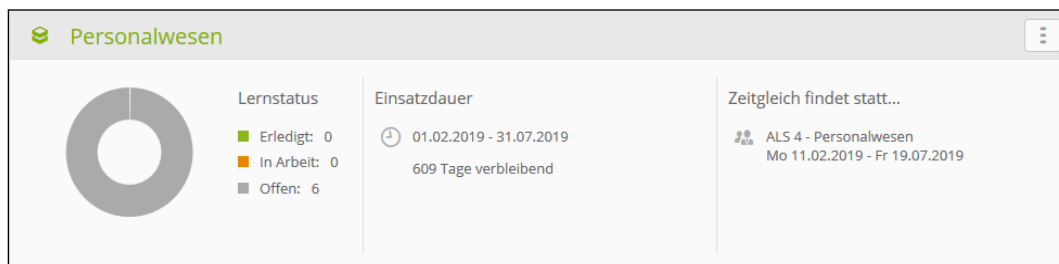 Personalwesen
Lernstatus
Erledigt: 0
In Arbeit: 0
Offen: 6
Einsatzdauer
01.02.2019 - 31.07.2019
609 Tage verbleibend
Zeitgleich findet statt...
ALS 4 - Personalwesen
Mo 11.02.2019 - Fr 19.07.2019